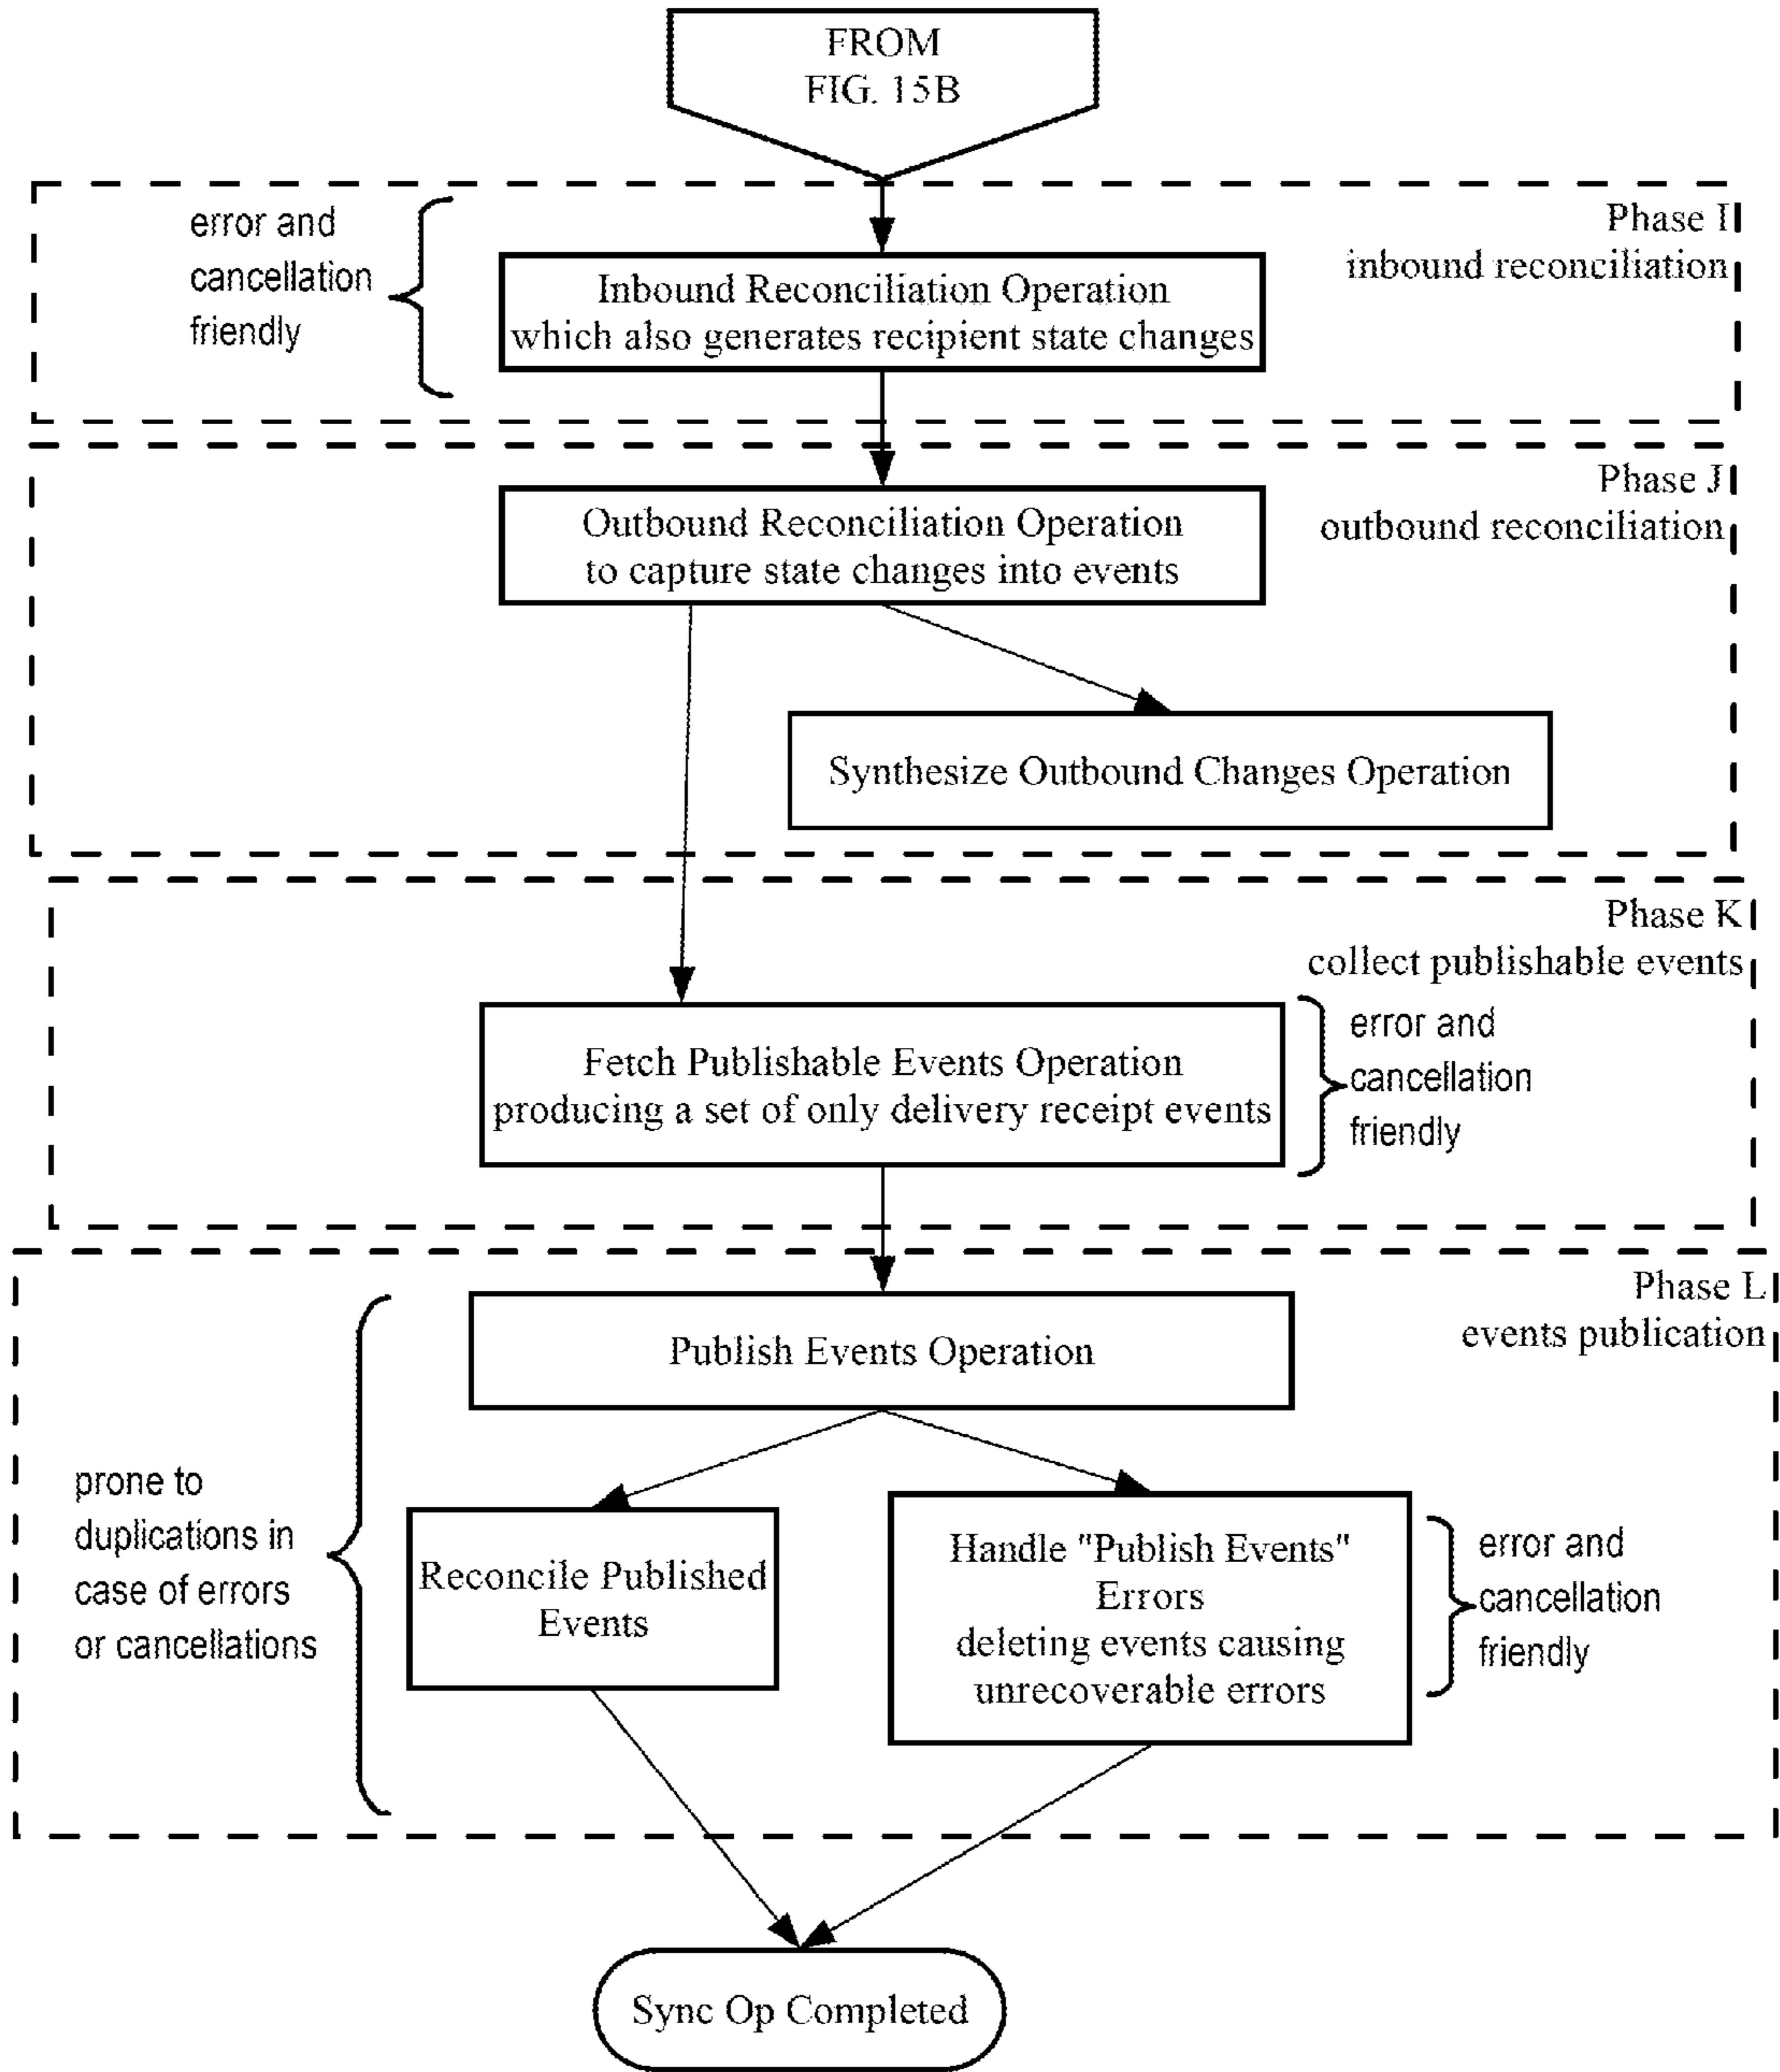 FROM
FIG. 15B
Phase I
inbound reconciliation
error and
cancellation
friendly
Inbound Reconciliation Operation
which also generates recipient state changes
Phase J
outbound reconciliation
Outbound Reconciliation Operation
to capture state changes into events
Synthesize Outbound Changes Operation
Phase K
collect publishable events
Fetch Publishable Events Operation
producing a set of only delivery receipt events
error and
cancellation
friendly
Phase L
events publication
Publish Events Operation
prone to
duplications in
case of errors
or cancellations
Reconcile Published
Events
Handle "Publish Events"
Errors
deleting events causing
unrecoverable errors
error and
cancellation
friendly
Sync Op Completed